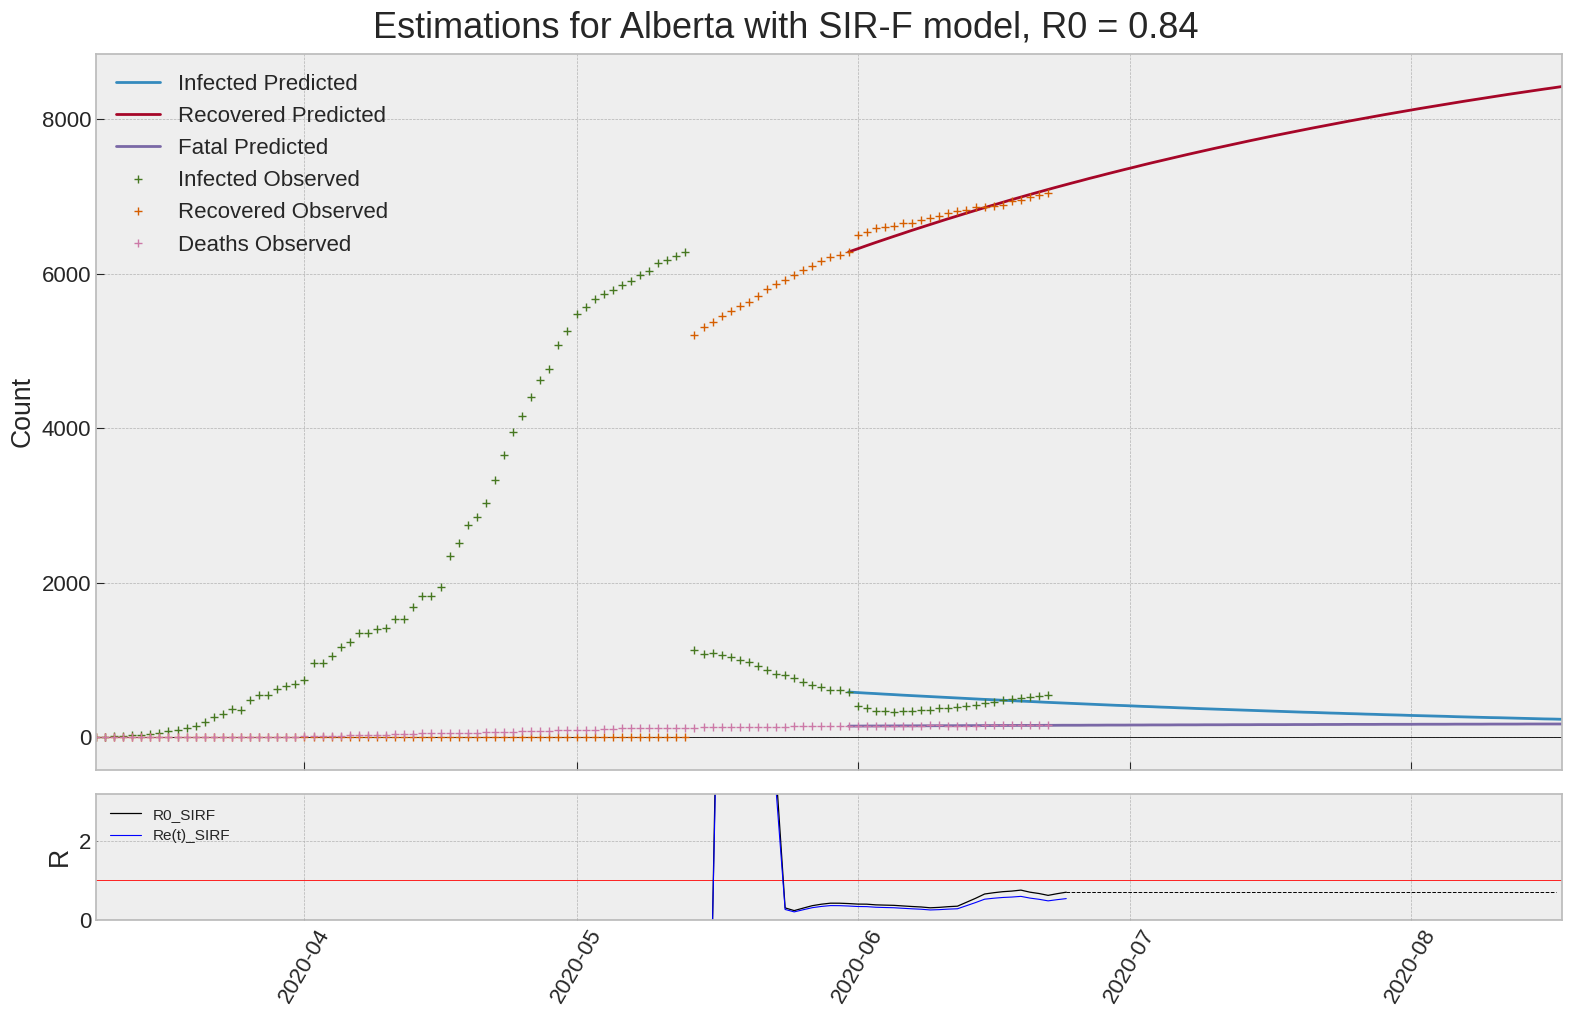 Estimations for Alberta with SIR-F model, R0 = 0.84
Infected Predicted
Recovered Predicted
Fatal Predicted
Infected Observed
Recovered Observed
Deaths Observed
8000
6000
4000
2000
0
Count
R0_SIRF
Re(t)_SIRF
2
0
R
2020-04
2020-05
2020-06
2020-07
2020-08